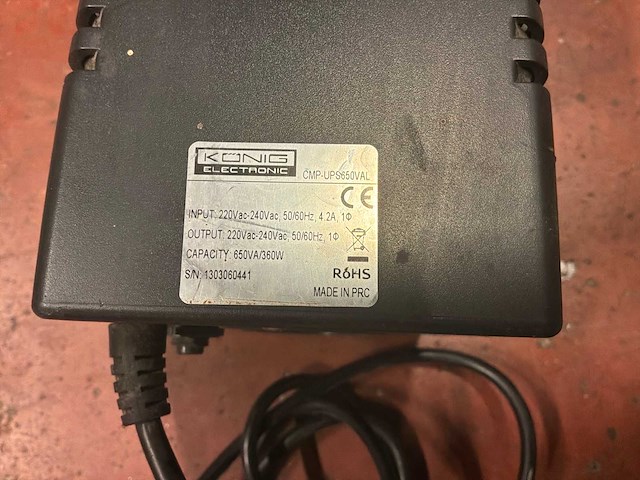 KÖNIG
ELECTRONIC
CMP-UPS650VAL
CE
INPUT: 220Vac-240Vac, 50/60Hz, 4.2A, 1Φ
OUTPUT: 220Vac-240Vac, 50/60Hz, 1Φ
CAPACITY: 650VA/360W
S/N: 1303060441
RóHS
MADE IN PRC